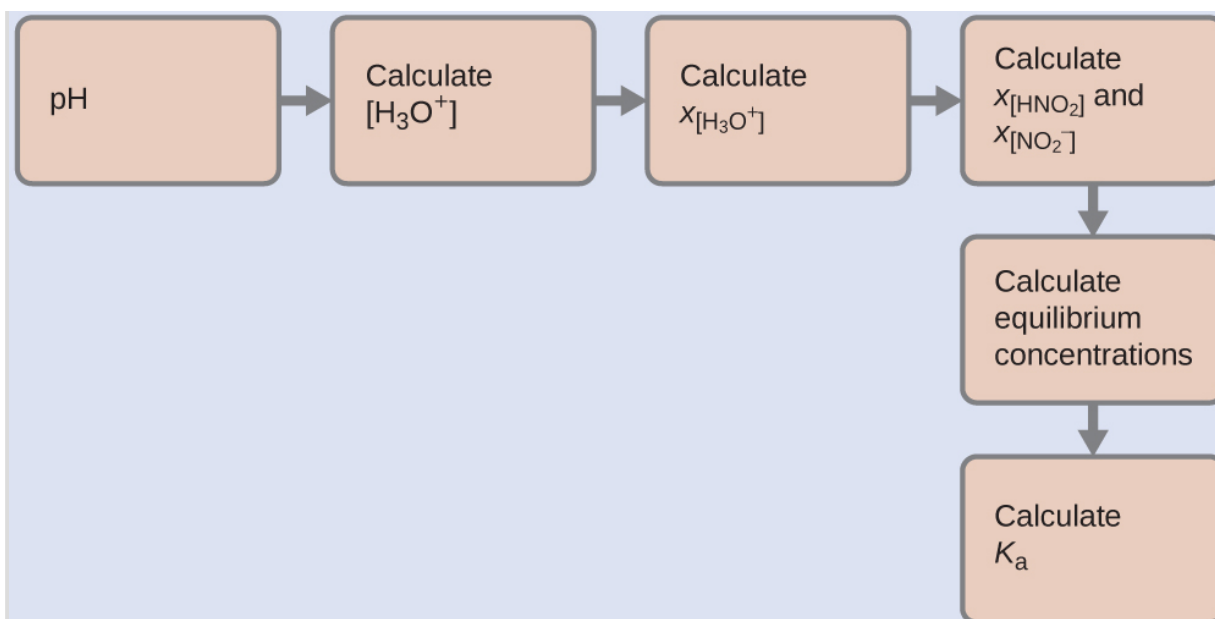 pH
Calculate
[H₃O⁺]
Calculate
x[H₃O⁺]
Calculate
x[HNO₂] and
x[NO₂⁻]
Calculate
equilibrium
concentrations
Calculate
Kₐ